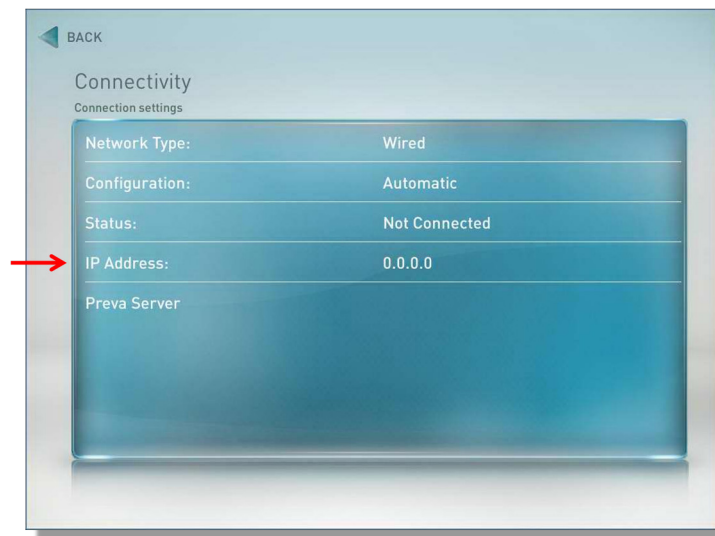 BACK
Connectivity
Connection settings
Network Type: Wired
Configuration: Automatic
Status: Not Connected
IP Address: 0.0.0.0
Preva Server